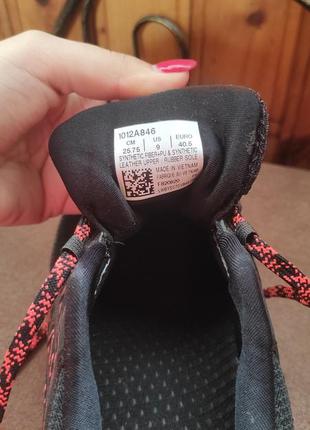 1012A846
CM US EURO
25.75 9 40.5
SYNTHETIC FIBER+PU & SYNTHETIC
LEATHER UPPER / RUBBER SOLE
MADE IN VIETNAM
FABRIQUÉ AU VIETNAM